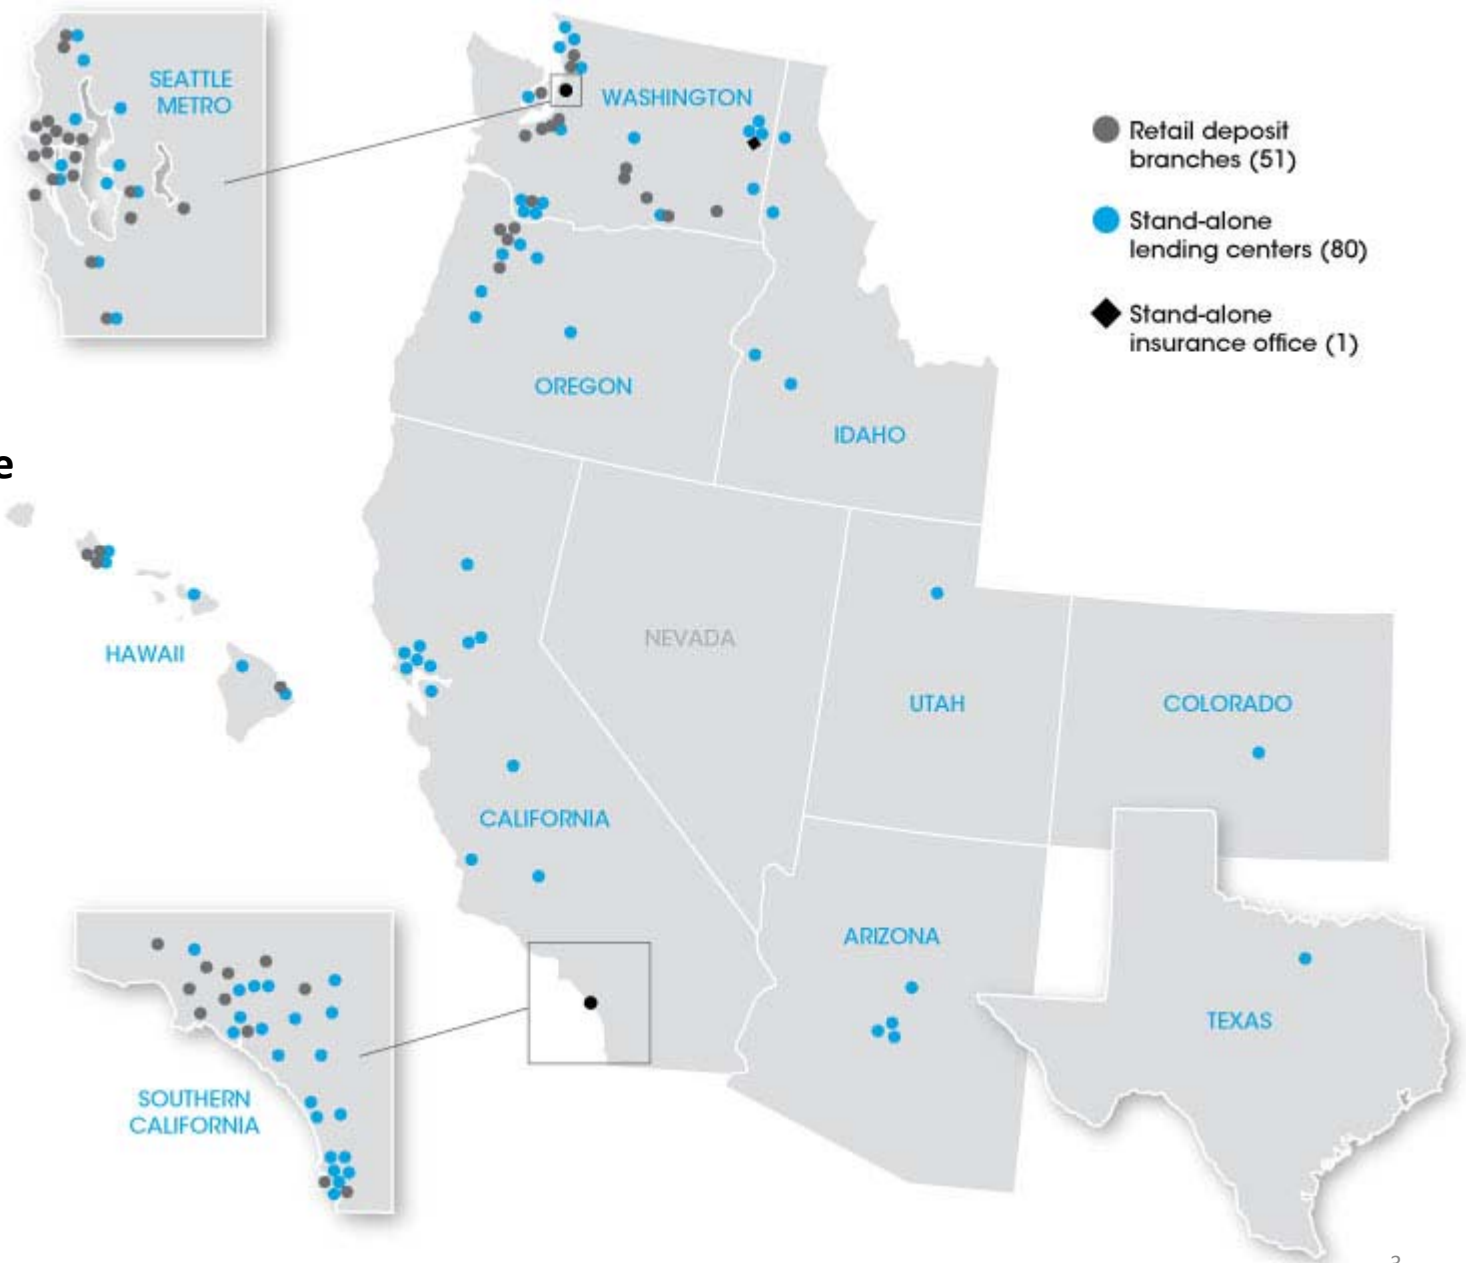 SEATTLE
METRO
WASHINGTON
Retail deposit
branches (51)
Stand-alone
lending centers (80)
Stand-alone
insurance office (1)
OREGON
IDAHO
e
HAWAII
NEVADA
UTAH
COLORADO
CALIFORNIA
ARIZONA
TEXAS
SOUTHERN
CALIFORNIA
3